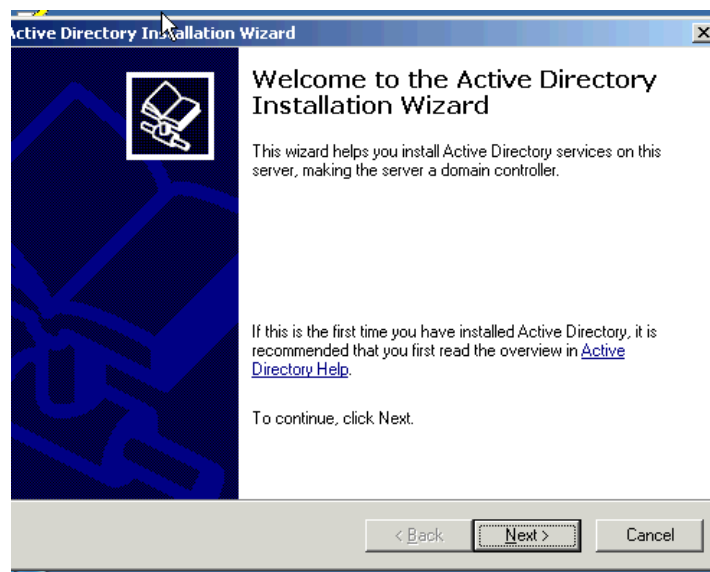 Active Directory Installation Wizard
Welcome to the Active Directory
Installation Wizard
This wizard helps you install Active Directory services on this
server, making the server a domain controller.
If this is the first time you have installed Active Directory, it is
recommended that you first read the overview in Active
Directory Help.
To continue, click Next.
< Back Next > Cancel